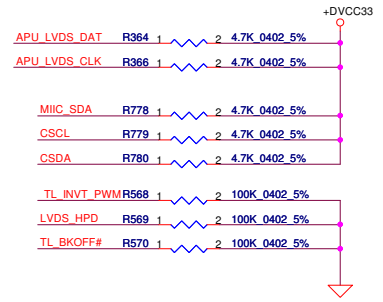 +DVCC33
APU_LVDS_DAT R364 1 2 4.7K_0402_5%
APU_LVDS_CLK R366 1 2 4.7K_0402_5%
MIIC_SDA R778 1 2 4.7K_0402_5%
CSCL R779 1 2 4.7K_0402_5%
CSDA R780 1 2 4.7K_0402_5%
TL_INVT_PWM R568 1 2 100K_0402_5%
LVDS_HPD R569 1 2 100K_0402_5%
TL_BKOFF# R570 1 2 100K_0402_5%